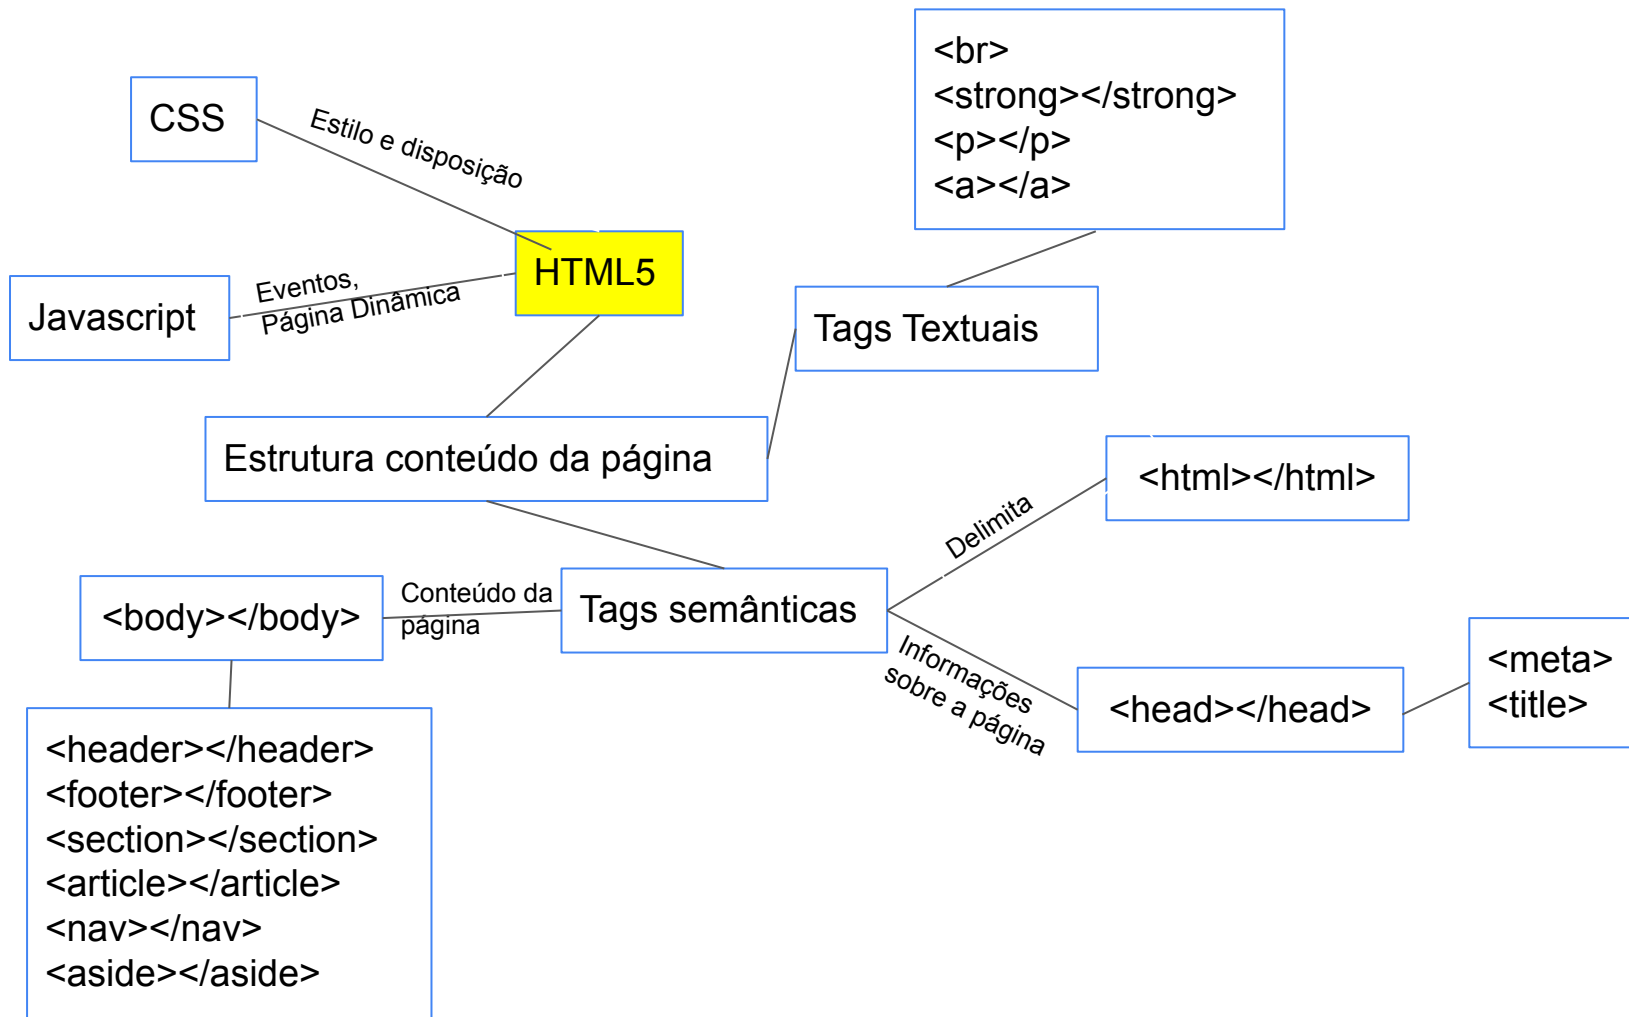 <br>
<strong></strong>
<p></p>
<a></a>
CSS
Estilo e disposição
HTML5
Javascript
Eventos,
Página Dinâmica
Tags Textuais
Estrutura conteúdo da página
<html></html>
Delimita
Tags semânticas
Conteúdo da
página
<body></body>
Informações
sobre a página
<head></head>
<meta>
<title>
<header></header>
<footer></footer>
<section></section>
<article></article>
<nav></nav>
<aside></aside>